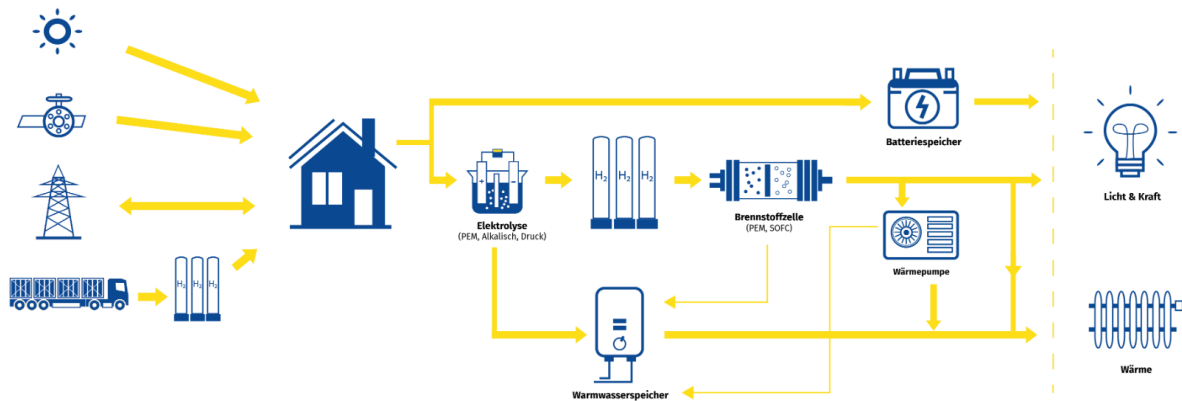 Batteriespeicher
H₂ H₂ H₂
+ -
Elektrolyse
(PEM, Alkalisch, Druck)
Brennstoffzelle
(PEM, SOFC)
Licht & Kraft
Wärmepumpe
H₂ H₂ H₂
Wärme
Warmwasserspeicher